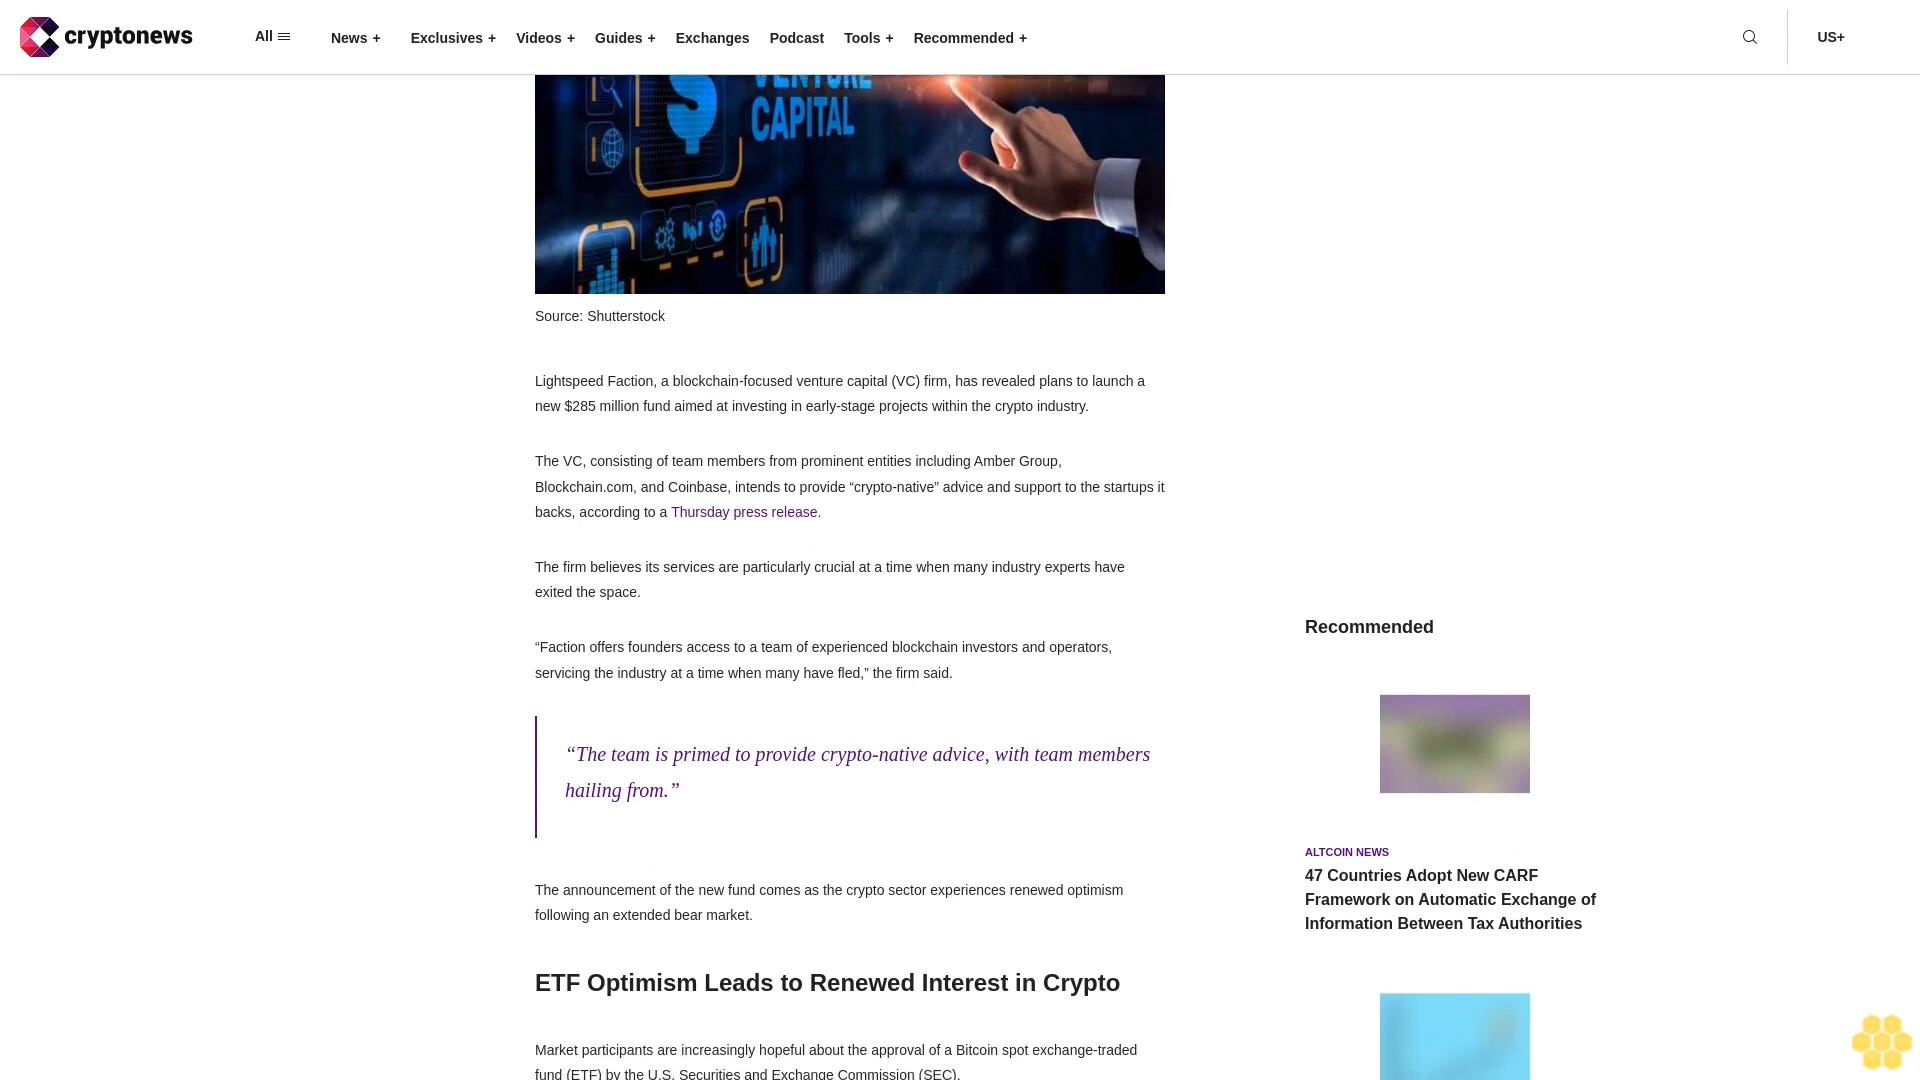 cryptonews
All
News +
Exclusives +
Videos +
Guides +
Exchanges
Podcast
Tools +
Recommended +
US+
VENTURE
CAPITAL
Source: Shutterstock
Lightspeed Faction, a blockchain-focused venture capital (VC) firm, has revealed plans to launch a
new $285 million fund aimed at investing in early-stage projects within the crypto industry.
The VC, consisting of team members from prominent entities including Amber Group,
Blockchain.com, and Coinbase, intends to provide “crypto-native” advice and support to the startups it
backs, according to a Thursday press release.
The firm believes its services are particularly crucial at a time when many industry experts have
exited the space.
“Faction offers founders access to a team of experienced blockchain investors and operators,
servicing the industry at a time when many have fled,” the firm said.
“The team is primed to provide crypto-native advice, with team members
hailing from.”
The announcement of the new fund comes as the crypto sector experiences renewed optimism
following an extended bear market.
ETF Optimism Leads to Renewed Interest in Crypto
Market participants are increasingly hopeful about the approval of a Bitcoin spot exchange-traded
fund (ETF) by the U.S. Securities and Exchange Commission (SEC).
Recommended
ALTCOIN NEWS
47 Countries Adopt New CARF
Framework on Automatic Exchange of
Information Between Tax Authorities